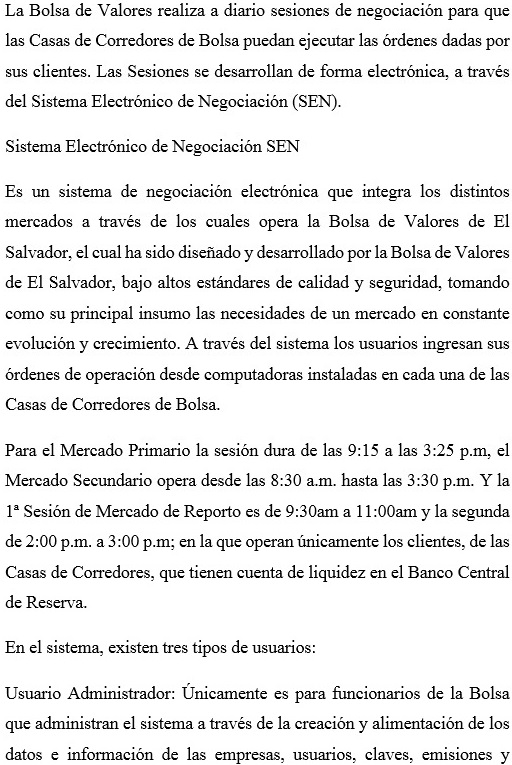 La Bolsa de Valores realiza a diario sesiones de negociación para que
las Casas de Corredores de Bolsa puedan ejecutar las órdenes dadas por
sus clientes. Las Sesiones se desarrollan de forma electrónica, a través
del Sistema Electrónico de Negociación (SEN).
Sistema Electrónico de Negociación SEN
Es un sistema de negociación electrónica que integra los distintos
mercados a través de los cuales opera la Bolsa de Valores de El
Salvador, el cual ha sido diseñado y desarrollado por la Bolsa de Valores
de El Salvador, bajo altos estándares de calidad y seguridad, tomando
como su principal insumo las necesidades de un mercado en constante
evolución y crecimiento. A través del sistema los usuarios ingresan sus
órdenes de operación desde computadoras instaladas en cada una de las
Casas de Corredores de Bolsa.
Para el Mercado Primario la sesión dura de las 9:15 a las 3:25 p.m, el
Mercado Secundario opera desde las 8:30 a.m. hasta las 3:30 p.m. Y la
1ª Sesión de Mercado de Reporto es de 9:30am a 11:00am y la segunda
de 2:00 p.m. a 3:00 p.m; en la que operan únicamente los clientes, de las
Casas de Corredores, que tienen cuenta de liquidez en el Banco Central
de Reserva.
En el sistema, existen tres tipos de usuarios:
Usuario Administrador: Únicamente es para funcionarios de la Bolsa
que administran el sistema a través de la creación y alimentación de los
datos e información de las empresas, usuarios, claves, emisiones y